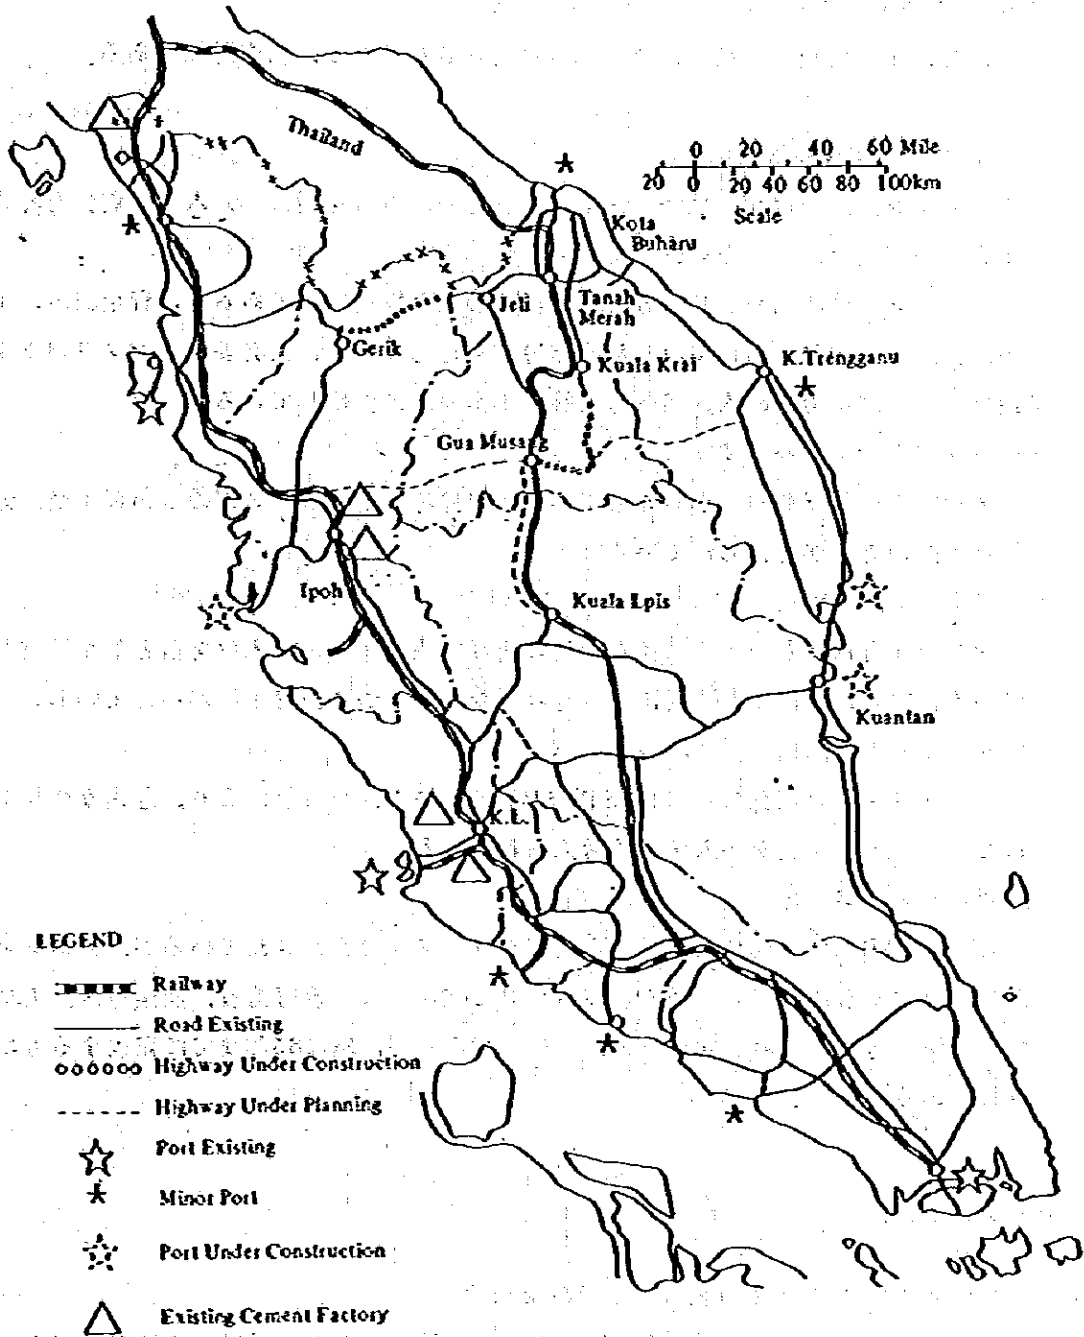 Thailand
0 20 40 60 Mile
20 0 20 40 60 80 100km
Scale
Kota
Buharu
Jeli
Tanah
Merah
Gerik
Kuala Krai
K.Trengganu
Gua Musang
Ipoh
Kuala Lpis
Kuantan
K.L.
LEGEND
Railway
Road Existing
Highway Under Construction
Highway Under Planning
Port Existing
Minor Port
Port Under Construction
Existing Cement Factory